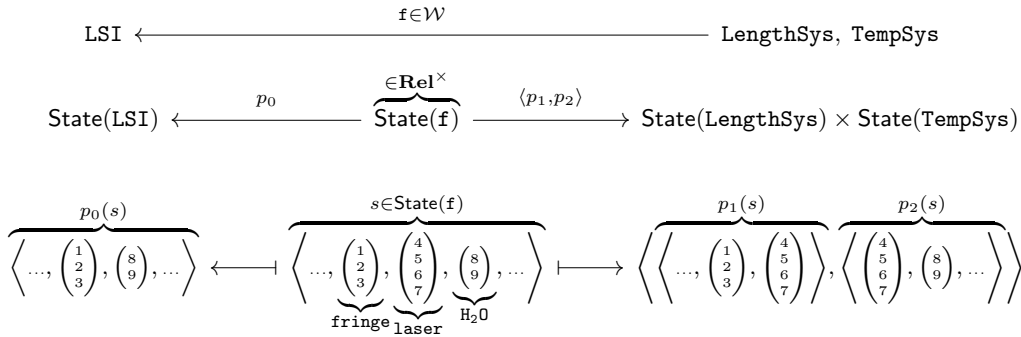 f∈𝒲
LSI ← LengthSys, TempSys
∈Rel×
p0 ⟨p1,p2⟩
State(LSI) ← State(f) → State(LengthSys) × State(TempSys)
p0(s) s∈State(f) p1(s) p2(s)
⟨..., (1 2 3), (8 9), ...⟩ ⟵| ⟨..., (1 2 3), (4 5 6 7), (8 9), ...⟩ |⟶ ⟨⟨..., (1 2 3), (4 5 6 7)⟩, ⟨(4 5 6 7), (8 9), ...⟩⟩
fringe laser H2O